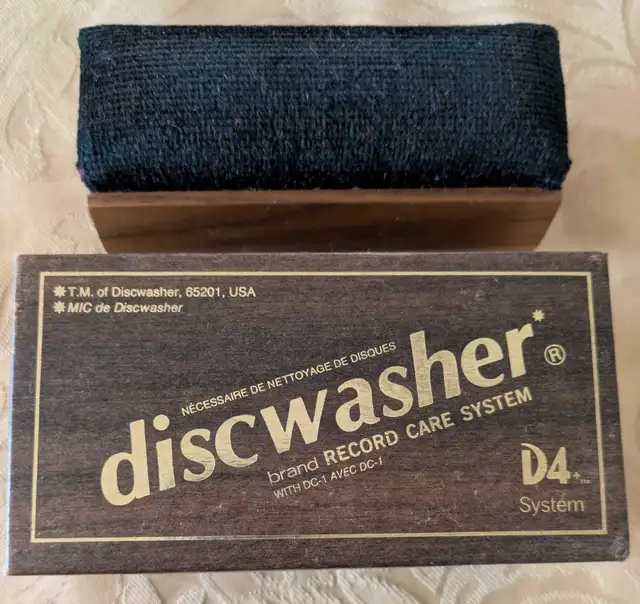 ✷T.M. of Discwasher, 65201, USA
✷MIC de Discwasher
NÉCESSAIRE DE NETTOYAGE DE DISQUES
discwasher*®
brand RECORD CARE SYSTEM
WITH DC-1 AVEC DC-1
D4+
System